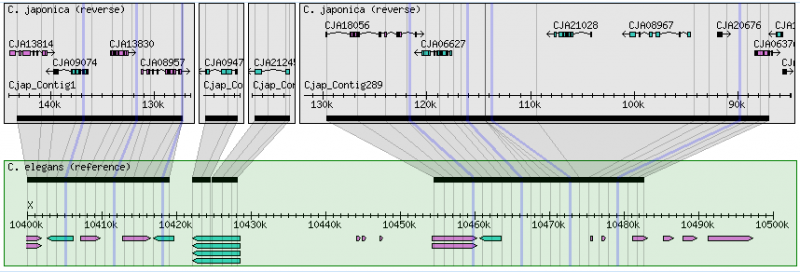 C. japonica (reverse)
CJA13814
CJA13830
CJA09074
CJA08957
Cjap_Contig1
140k
130k
CJA0947
Cjap_Co
CJA2124
Cjap_Co
C. japonica (reverse)
CJA18056
CJA21028
CJA08967
CJA20676
CJA1
CJA06627
CJA0637
Cjap_Contig289
130k
120k
110k
100k
90k
C. elegans (reference)
X
10400k
10410k
10420k
10430k
10440k
10450k
10460k
10470k
10480k
10490k
10500k